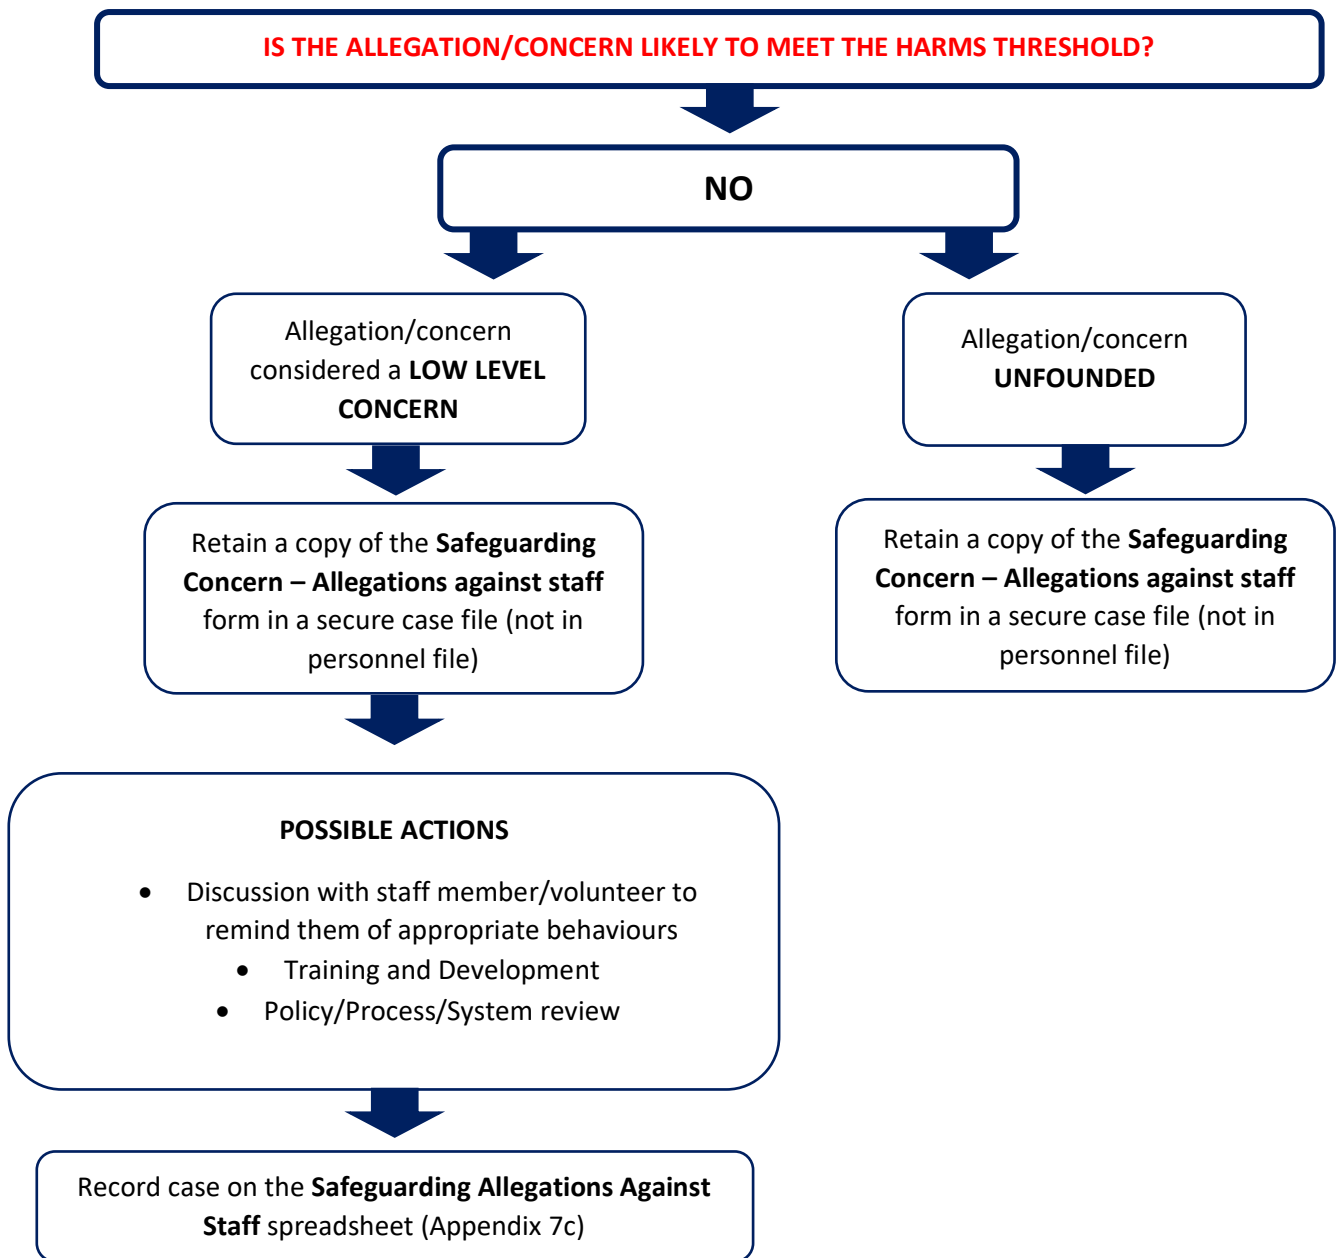 IS THE ALLEGATION/CONCERN LIKELY TO MEET THE HARMS THRESHOLD?
NO
Allegation/concern
considered a LOW LEVEL
CONCERN
Allegation/concern
UNFOUNDED
Retain a copy of the Safeguarding
Concern – Allegations against staff
form in a secure case file (not in
personnel file)
Retain a copy of the Safeguarding
Concern – Allegations against staff
form in a secure case file (not in
personnel file)
POSSIBLE ACTIONS
• Discussion with staff member/volunteer to
remind them of appropriate behaviours
• Training and Development
• Policy/Process/System review
Record case on the Safeguarding Allegations Against
Staff spreadsheet (Appendix 7c)